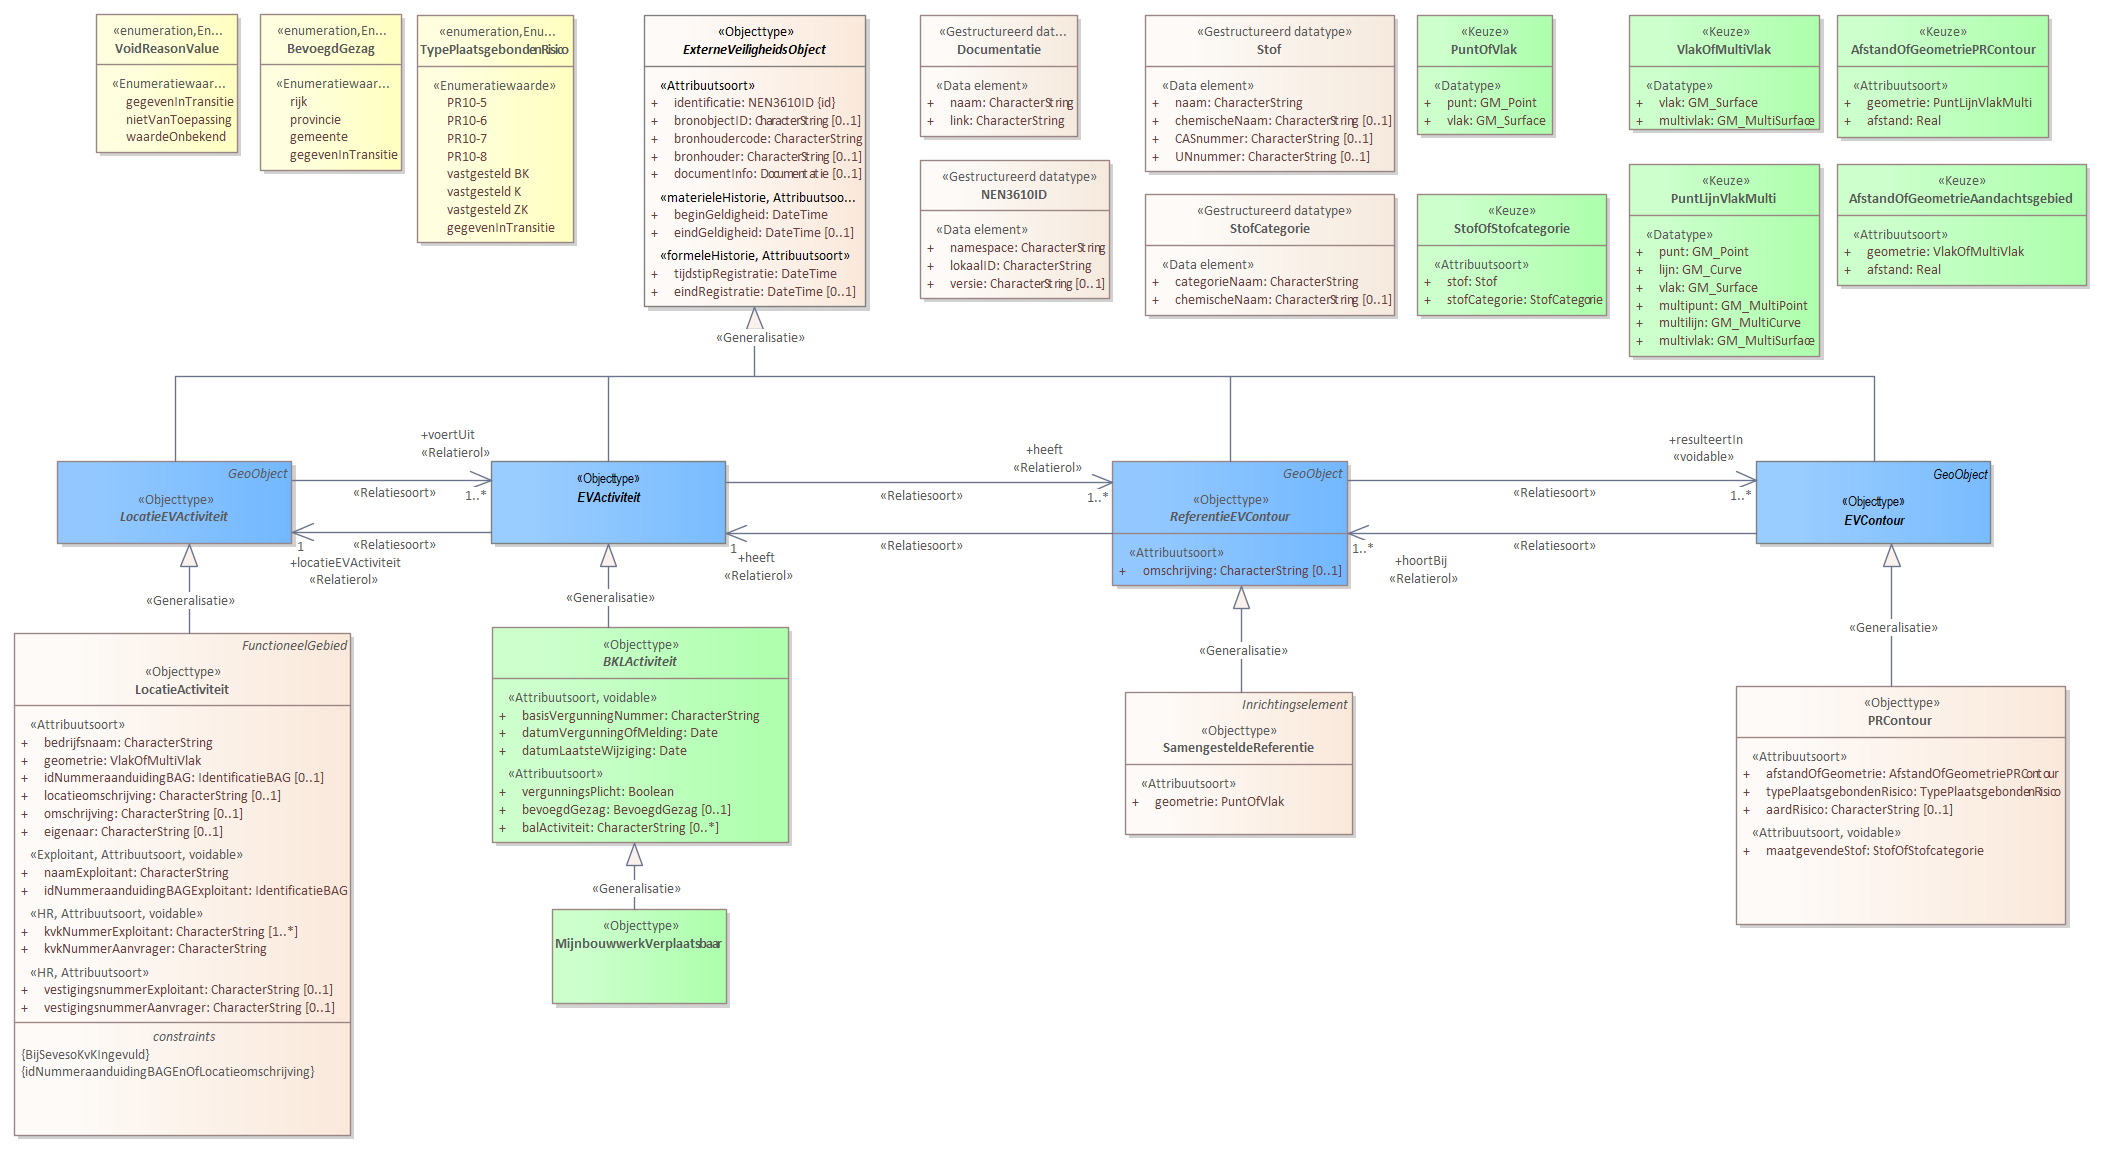 «enumeration,En...
VoidReasonValue
«Enumeratiewaar...
gegevenInTransitie
nietVanToepassing
waardeOnbekend
«enumeration,En...
BevoegdGezag
«Enumeratiewaar...
rijk
provincie
gemeente
gegevenInTransitie
«enumeration,Enu...
TypePlaatsgebondenRisico
«Enumeratiewaarde»
PR10-5
PR10-6
PR10-7
PR10-8
vastgesteld BK
vastgesteld K
vastgesteld ZK
gegevenInTransitie
«Objecttype»
ExterneVeiligheidsObject
«Attribuutsoort»
+ identificatie: NEN3610ID {id}
+ bronobjectID: CharacterString [0..1]
+ bronhoudercode: CharacterString
+ bronhouder: CharacterString [0..1]
+ documentInfo: Documentatie [0..1]
«materieleHistorie, Attribuutsoo...
+ beginGeldigheid: DateTime
+ eindGeldigheid: DateTime [0..1]
«formeleHistorie, Attribuutsoort»
+ tijdstipRegistratie: DateTime
+ eindRegistratie: DateTime [0..1]
«Gestructureerd dat...
Documentatie
«Data element»
+ naam: CharacterString
+ link: CharacterString
«Gestructureerd datatype»
NEN3610ID
«Data element»
+ namespace: CharacterString
+ lokaalID: CharacterString
+ versie: CharacterString [0..1]
«Gestructureerd datatype»
Stof
«Data element»
+ naam: CharacterString
+ chemischeNaam: CharacterString [0..1]
+ CASnummer: CharacterString [0..1]
+ UNnummer: CharacterString [0..1]
«Gestructureerd datatype»
StofCategorie
«Data element»
+ categorieNaam: CharacterString
+ chemischeNaam: CharacterString [0..1]
«Keuze»
PuntOfVlak
«Datatype»
+ punt: GM_Point
+ vlak: GM_Surface
«Keuze»
StofOfStofcategorie
«Attribuutsoort»
+ stof: Stof
+ stofCategorie: StofCategorie
«Keuze»
VlakOfMultiVlak
«Datatype»
+ vlak: GM_Surface
+ multivlak: GM_MultiSurface
«Keuze»
PuntLijnVlakMulti
«Datatype»
+ punt: GM_Point
+ lijn: GM_Curve
+ vlak: GM_Surface
+ multipunt: GM_MultiPoint
+ multilijn: GM_MultiCurve
+ multivlak: GM_MultiSurface
«Keuze»
AfstandOfGeometriePRContour
«Attribuutsoort»
+ geometrie: PuntLijnVlakMulti
+ afstand: Real
«Keuze»
AfstandOfGeometrieAandachtsgebied
«Attribuutsoort»
+ geometrie: VlakOfMultiVlak
+ afstand: Real
«Generalisatie»
GeoObject
«Objecttype»
LocatieEVActiviteit
+voertUit
«Relatierol»
«Relatiesoort»
1..*
«Relatiesoort»
1
+locatieEVActiviteit
«Relatierol»
«Objecttype»
EVActiviteit
+heeft
«Relatierol»
«Relatiesoort»
1..*
«Relatiesoort»
1
+heeft
«Relatierol»
GeoObject
«Objecttype»
ReferentieEVContour
«Attribuutsoort»
+ omschrijving: CharacterString [0..1]
+resulteertIn
«voidable»
«Relatiesoort»
1..*
«Relatiesoort»
1..*
+hoortBij
«Relatierol»
GeoObject
«Objecttype»
EVContour
«Generalisatie»
«Generalisatie»
«Generalisatie»
«Generalisatie»
FunctioneelGebied
«Objecttype»
LocatieActiviteit
«Attribuutsoort»
+ bedrijfsnaam: CharacterString
+ geometrie: VlakOfMultiVlak
+ idNummeraanduidingBAG: IdentificatieBAG [0..1]
+ locatieomschrijving: CharacterString [0..1]
+ omschrijving: CharacterString [0..1]
+ eigenaar: CharacterString [0..1]
«Exploitant, Attribuutsoort, voidable»
+ naamExploitant: CharacterString
+ idNummeraanduidingBAGExploitant: IdentificatieBAG
«HR, Attribuutsoort, voidable»
+ kvkNummerExploitant: CharacterString [1..*]
+ kvkNummerAanvrager: CharacterString
«HR, Attribuutsoort»
+ vestigingsnummerExploitant: CharacterString [0..1]
+ vestigingsnummerAanvrager: CharacterString [0..1]
constraints
{BijSevesoKvKIngevuld}
{idNummeraanduidingBAGEnOfLocatieomschrijving}
«Objecttype»
BKLActiviteit
«Attribuutsoort, voidable»
+ basisVergunningNummer: CharacterString
+ datumVergunningOfMelding: Date
+ datumLaatsteWijziging: Date
«Attribuutsoort»
+ vergunningsPlicht: Boolean
+ bevoegdGezag: BevoegdGezag [0..1]
+ balActiviteit: CharacterString [0..*]
«Generalisatie»
«Objecttype»
MijnbouwwerkVerplaatsbaar
Inrichtingselement
«Objecttype»
SamengesteldeReferentie
«Attribuutsoort»
+ geometrie: PuntOfVlak
«Objecttype»
PRContour
«Attribuutsoort»
+ afstandOfGeometrie: AfstandOfGeometriePRContour
+ typePlaatsgebondenRisico: TypePlaatsgebondenRisico
+ aardRisico: CharacterString [0..1]
«Attribuutsoort, voidable»
+ maatgevendeStof: StofOfStofcategorie